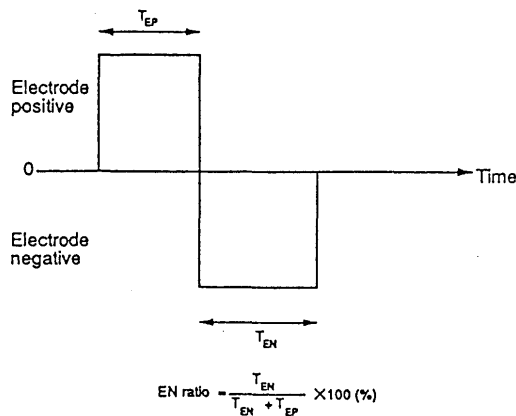 T_EP
Electrode
positive
0
Time
Electrode
negative
T_EN
EN ratio = T_EN / (T_EN + T_EP) ×100 (%)